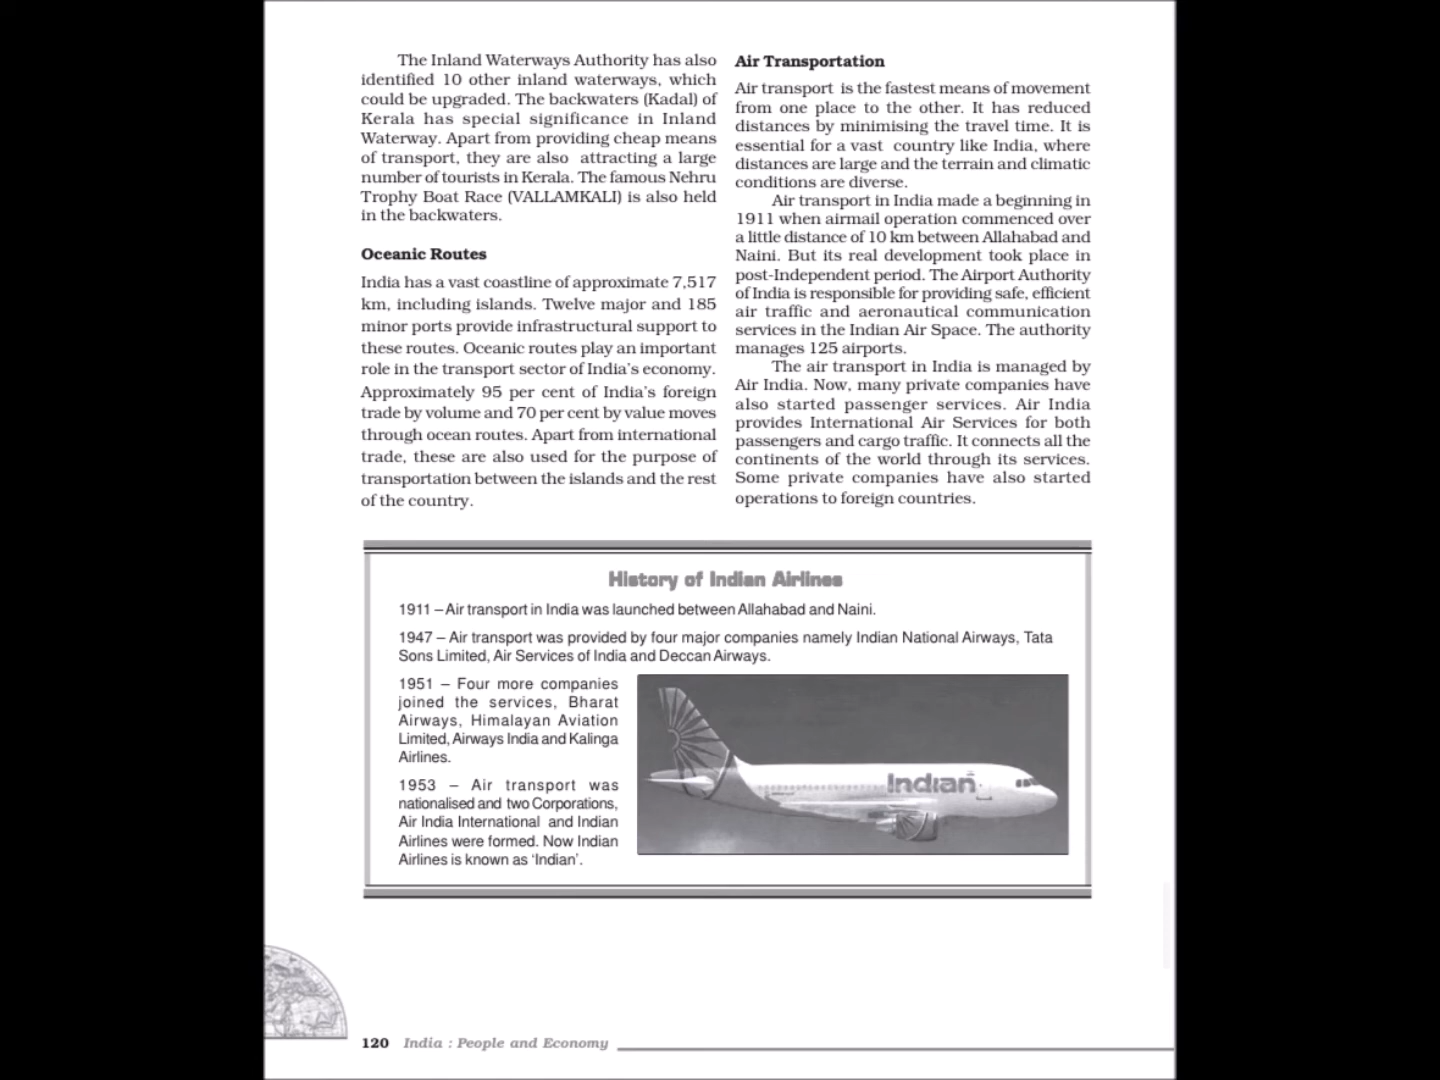 The Inland Waterways Authority has also
identified 10 other inland waterways, which
could be upgraded. The backwaters (Kadal) of
Kerala has special significance in Inland
Waterway. Apart from providing cheap means
of transport, they are also attracting a large
number of tourists in Kerala. The famous Nehru
Trophy Boat Race (VALLAMKALI) is also held
in the backwaters.
Oceanic Routes
India has a vast coastline of approximate 7,517
km, including islands. Twelve major and 185
minor ports provide infrastructural support to
these routes. Oceanic routes play an important
role in the transport sector of India's economy.
Approximately 95 per cent of India's foreign
trade by volume and 70 per cent by value moves
through ocean routes. Apart from international
trade, these are also used for the purpose of
transportation between the islands and the rest
of the country.
Air Transportation
Air transport is the fastest means of movement
from one place to the other. It has reduced
distances by minimising the travel time. It is
essential for a vast country like India, where
distances are large and the terrain and climatic
conditions are diverse.
Air transport in India made a beginning in
1911 when airmail operation commenced over
a little distance of 10 km between Allahabad and
Naini. But its real development took place in
post-Independent period. The Airport Authority
of India is responsible for providing safe, efficient
air traffic and aeronautical communication
services in the Indian Air Space. The authority
manages 125 airports.
The air transport in India is managed by
Air India. Now, many private companies have
also started passenger services. Air India
provides International Air Services for both
passengers and cargo traffic. It connects all the
continents of the world through its services.
Some private companies have also started
operations to foreign countries.
History of Indian Airlines
1911 – Air transport in India was launched between Allahabad and Naini.
1947 – Air transport was provided by four major companies namely Indian National Airways, Tata
Sons Limited, Air Services of India and Deccan Airways.
1951 – Four more companies
joined the services, Bharat
Airways, Himalayan Aviation
Limited, Airways India and Kalinga
Airlines.
1953 – Air transport was
nationalised and two Corporations,
Air India International and Indian
Airlines were formed. Now Indian
Airlines is known as 'Indian'.
Indian
120 India : People and Economy